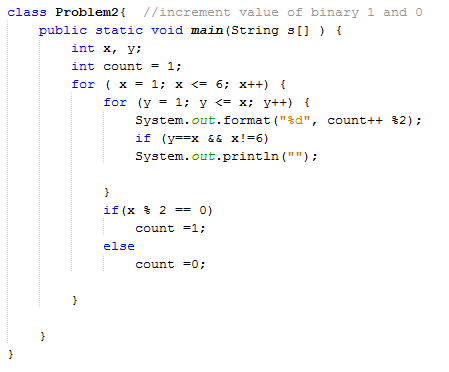 class Problem2{  //increment value of binary 1 and 0
    public static void main(String s[] ) {
        int x, y;
        int count = 1;
        for ( x = 1; x <= 6; x++) {
            for (y = 1; y <= x; y++) {
                System.out.format("%d", count++ %2);
                if (y==x && x!=6)
                System.out.println("");

            }
            if(x % 2 == 0)
                count =1;
            else
                count =0;

        }

    }
}